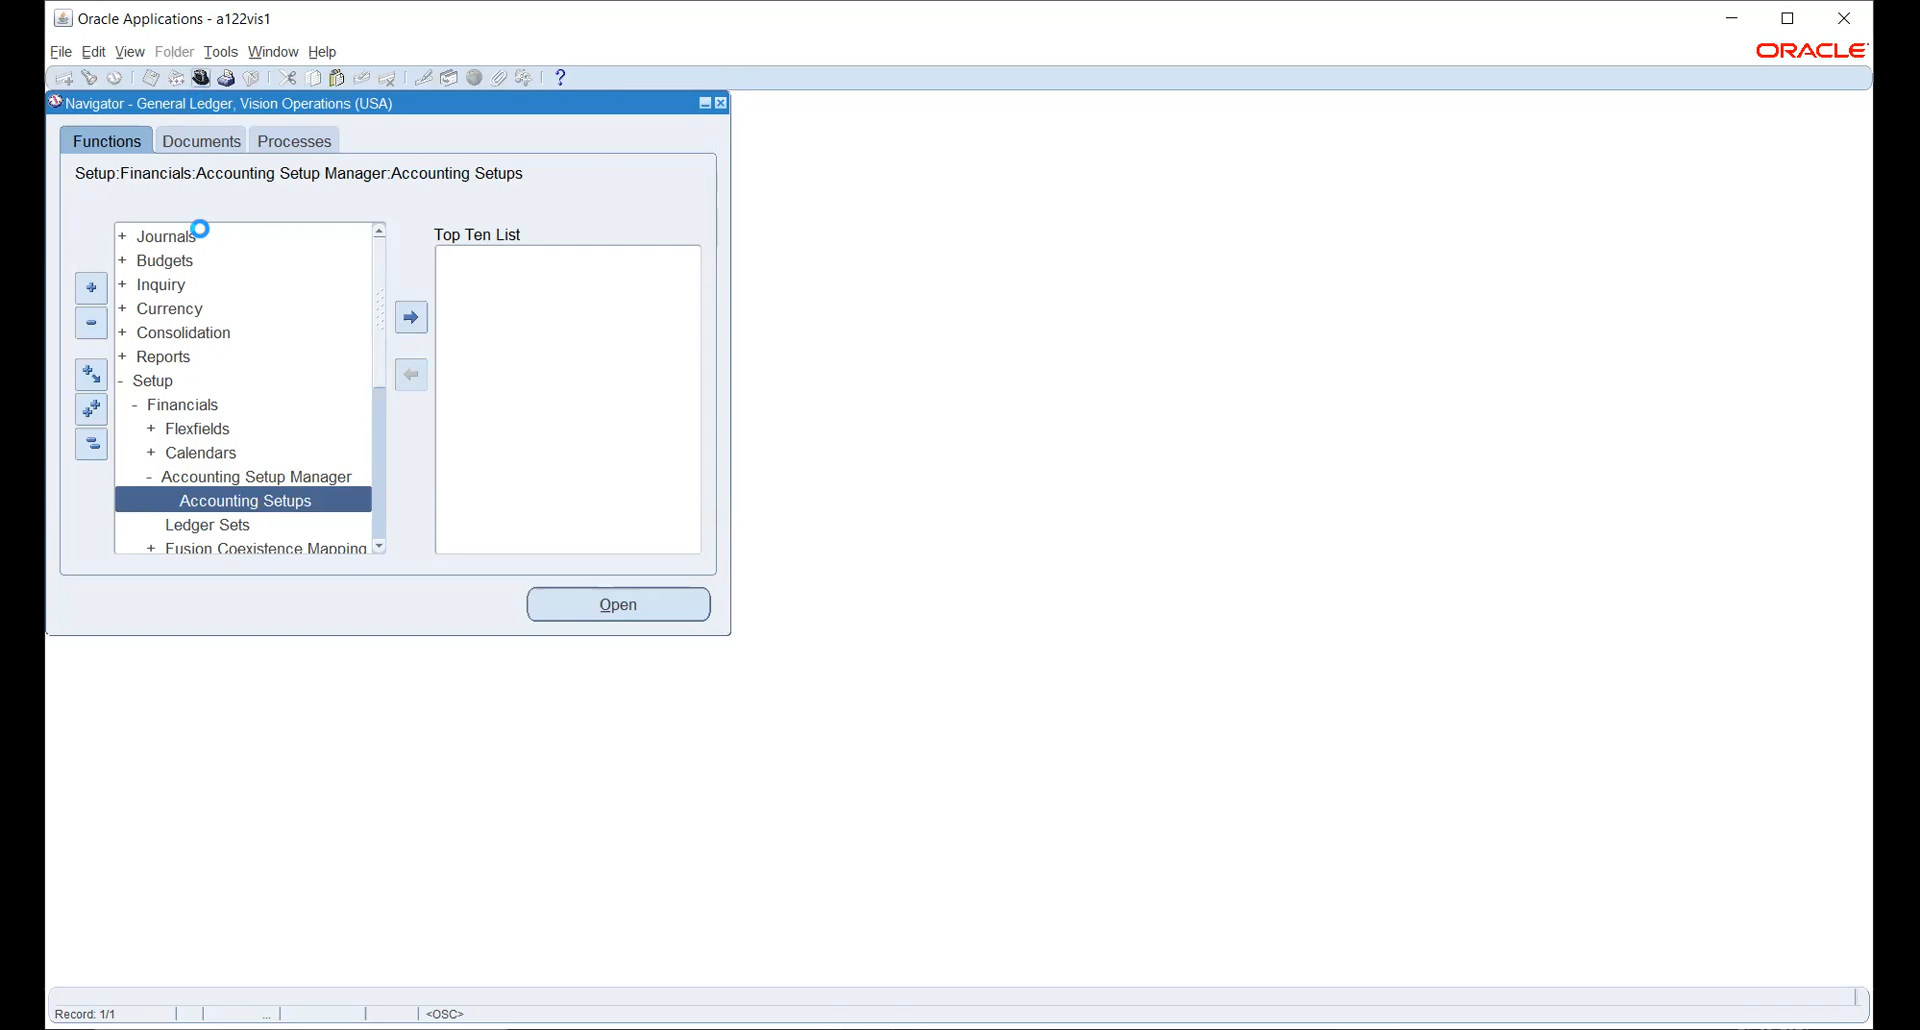 Oracle Applications - a122vis1
File Edit View Folder Tools Window Help
ORACLE
?
Navigator - General Ledger, Vision Operations (USA)
Functions Documents Processes
Setup:Financials:Accounting Setup Manager:Accounting Setups
Top Ten List
+ Journals
+ Budgets
+ Inquiry
+ Currency
+ Consolidation
+ Reports
- Setup
- Financials
+ Flexfields
+ Calendars
- Accounting Setup Manager
Accounting Setups
Ledger Sets
+ Fusion Coexistence Mapping
Open
Record: 1/1 ... <OSC>